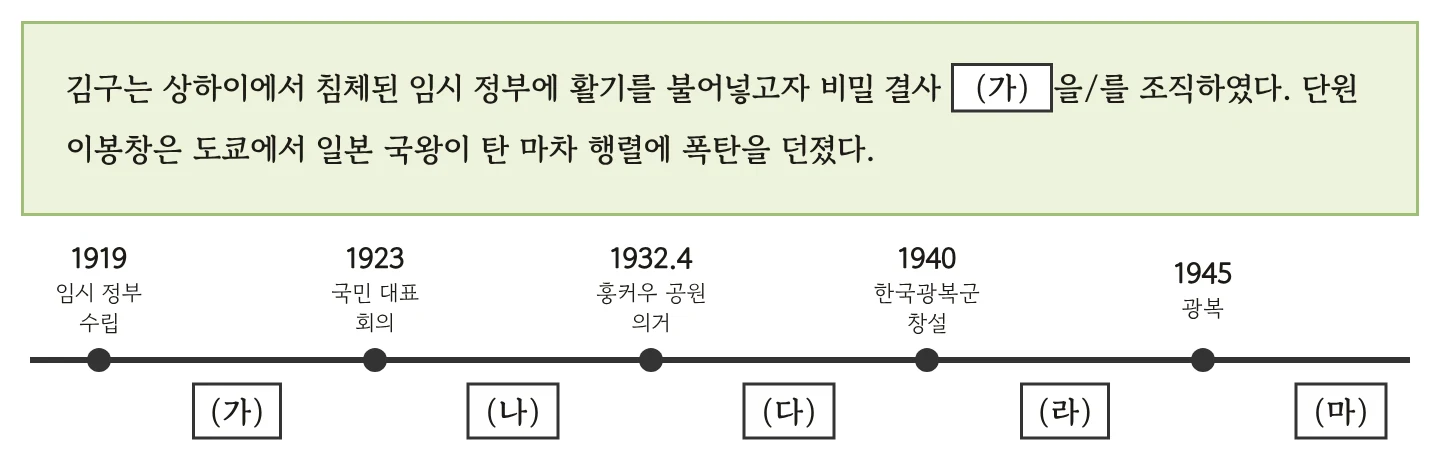 김구는 상하이에서 침체된 임시 정부에 활기를 불어넣고자 비밀 결사 (가)을/를 조직하였다. 단원
이봉창은 도쿄에서 일본 국왕이 탄 마차 행렬에 폭탄을 던졌다.
1919
임시 정부
수립
1923
국민 대표
회의
1932.4
훙커우 공원
의거
1940
한국광복군
창설
1945
광복
(가)
(나)
(다)
(라)
(마)